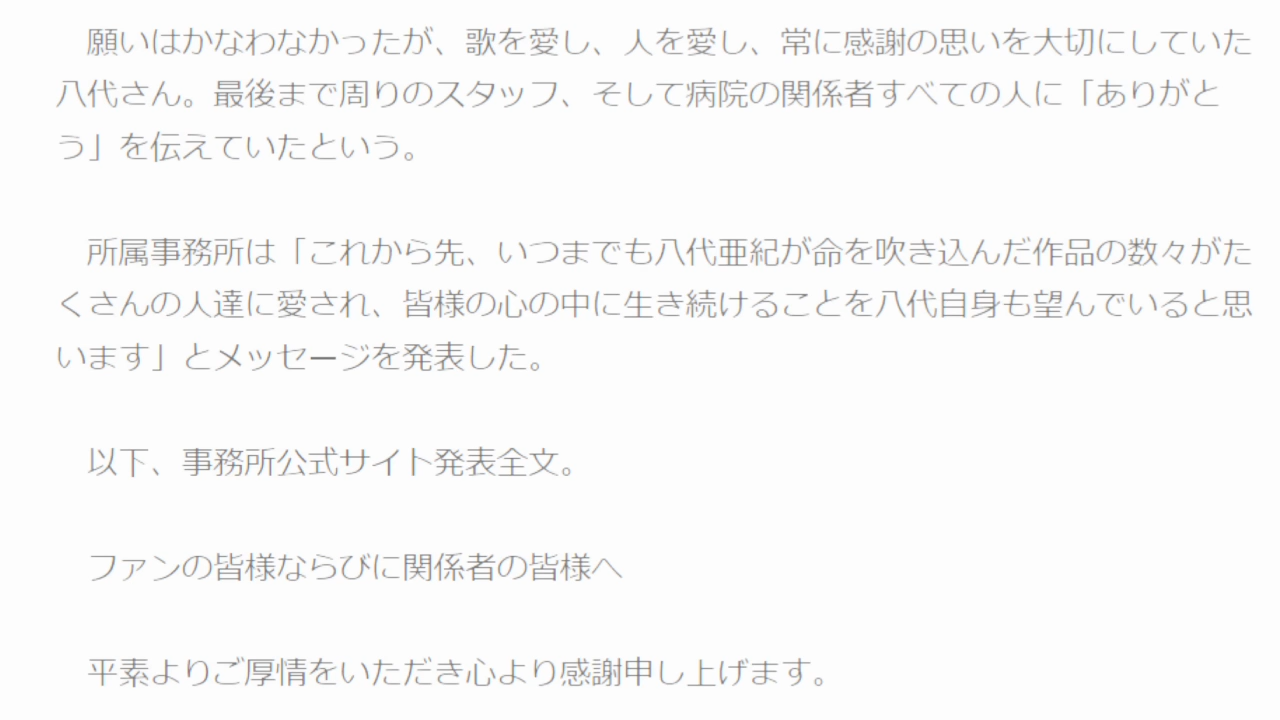 願いはかなわなかったが、歌を愛し、人を愛し、常に感謝の思いを大切にしていた
八代さん。最後まで周りのスタッフ、そして病院の関係者すべての人に「ありがと
う」を伝えていたという。
所属事務所は「これから先、いつまでも八代亜紀が命を吹き込んだ作品の数々がた
くさんの人達に愛され、皆様の心の中に生き続けることを八代自身も望んでいると思
います」とメッセージを発表した。
以下、事務所公式サイト発表全文。
ファンの皆様ならびに関係者の皆様へ
平素よりご厚情をいただき心より感謝申し上げます。